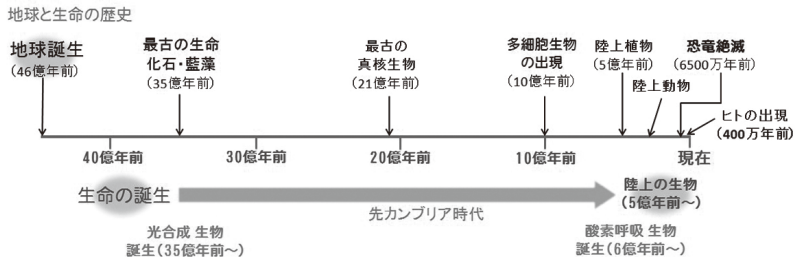 地球と生命の歴史
地球誕生
(46億年前)
最古の生命
化石・藍藻
(35億年前)
最古の
真核生物
(21億年前)
多細胞生物
の出現
(10億年前)
陸上植物
(5億年前)
陸上動物
恐竜絶滅
(6500万年前)
ヒトの出現
(400万年前)
40億年前
30億年前
20億年前
10億年前
現在
生命の誕生
先カンブリア時代
陸上の生物
(5億年前〜)
光合成 生物
誕生(35億年前〜)
酸素呼吸 生物
誕生(6億年前〜)